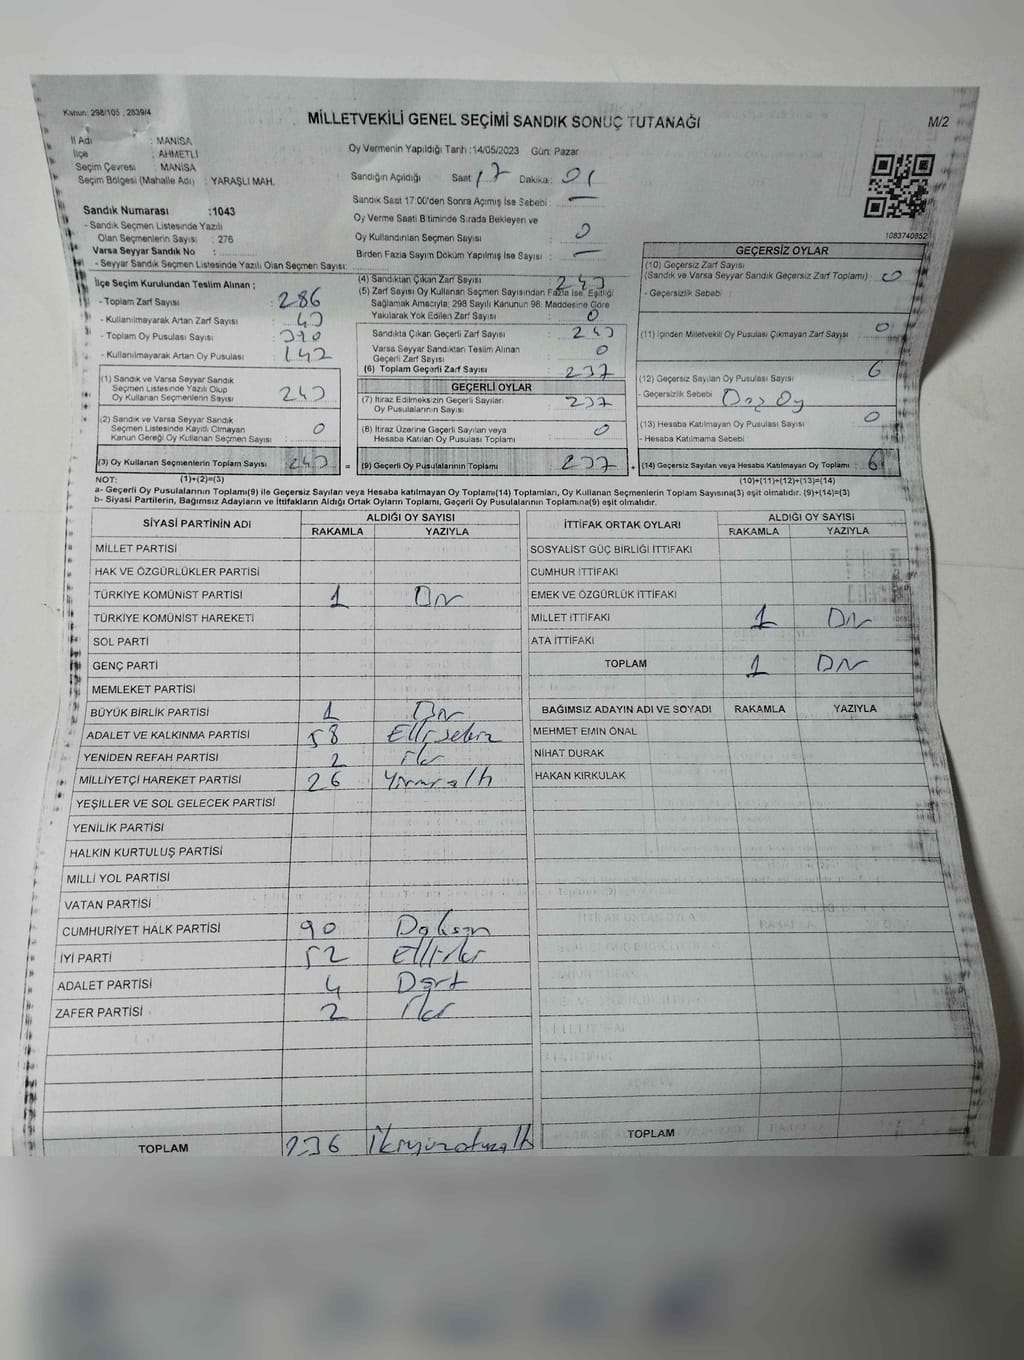 Kanun: 298/105 , 2839/4
MİLLETVEKİLİ GENEL SEÇİMİ SANDIK SONUÇ TUTANAĞI
M/2
İl Adı : MANİSA
İlçe : AHMETLİ
Seçim Çevresi : MANİSA
Seçim Bölgesi (Mahalle Adı) : YARAŞLI MAH.
Sandık Numarası :1043
- Sandık Seçmen Listesinde Yazılı
Olan Seçmenlerin Sayısı : 276
Varsa Seyyar Sandık No :
- Seyyar Sandık Seçmen Listesinde Yazılı Olan Seçmen Sayısı:
Oy Vermenin Yapıldığı Tarih :14/05/2023 Gün: Pazar
Sandığın Açıldığı Saat 17 Dakika : 01
Sandık Saat 17:00'den Sonra Açımış İse Sebebi : —
Oy Verme Saati Bitiminde Sırada Bekleyen ve
Oy Kullandırılan Seçmen Sayısı : 0
Birden Fazla Sayım Döküm Yapılmış İse Sayısı : —
1083740852
İlçe Seçim Kurulundan Teslim Alınan ;
- Toplam Zarf Sayısı : 286
- Kullanılmayarak Artan Zarf Sayısı : 43
- Toplam Oy Pusulası Sayısı :
- Kullanılmayarak Artan Oy Pusulası : 142
(1) Sandık ve Varsa Seyyar Sandık
Seçmen Listesinde Yazılı Olup
Oy Kullanan Seçmenlerin Sayısı : 243
(2) Sandık ve Varsa Seyyar Sandık
Seçmen Listesinde Kayıtlı Olmayan
Kanun Gereği Oy Kullanan Seçmen Sayısı : 0
(3) Oy Kullanan Seçmenlerin Toplam Sayısı : 243 =
(4) Sandıktan Çıkan Zarf Sayısı : 243
(5) Zarf Sayısı Oy Kullanan Seçmen Sayısından Fazla İse, Eşitliği
Sağlamak Amacıyla; 298 Sayılı Kanunun 98. Maddesine Göre
Yakılarak Yok Edilen Zarf Sayısı : 0
Sandıkta Çıkan Geçerli Zarf Sayısı : 243
Varsa Seyyar Sandıktan Teslim Alınan
Geçerli Zarf Sayısı : 0
(6) Toplam Geçerli Zarf Sayısı : 237
GEÇERLİ OYLAR
(7) İtiraz Edilmeksizin Geçerli Sayılan
Oy Pusulalarının Sayısı : 237
(8) İtiraz Üzerine Geçerli Sayılan veya
Hesaba Katılan Oy Pusulası Toplamı : 0
(9) Geçerli Oy Pusulalarının Toplamı : 237 +
GEÇERSİZ OYLAR
(10) Geçersiz Zarf Sayısı
(Sandık ve Varsa Seyyar Sandık Geçersiz Zarf Toplamı) : 0
- Geçersizlik Sebebi :
(11) İçinden Milletvekili Oy Pusulası Çıkmayan Zarf Sayısı : 0
(12) Geçersiz Sayılan Oy Pusulası Sayısı : 6
- Geçersizlik Sebebi : Oy
(13) Hesaba Katılmayan Oy Pusulası Sayısı : 0
- Hesaba Katılmama Sebebi
(14) Geçersiz Sayılan veya Hesaba Katılmayan Oy Toplamı : 6
NOT: (1)+(2)=(3) (10)+(11)+(12)+(13)=(14)
a- Geçerli Oy Pusulalarının Toplamı(9) ile Geçersiz Sayılan veya Hesaba katılmayan Oy Toplamı(14) Toplamları, Oy Kullanan Seçmenlerin Toplam Sayısına(3) eşit olmalıdır. (9)+(14)=(3)
b- Siyasi Partilerin, Bağımsız Adayların ve İttifakların Aldığı Ortak Oyların Toplamı, Geçerli Oy Pusulalarının Toplamına(9) eşit olmalıdır.
SİYASİ PARTİNİN ADI ALDIĞI OY SAYISI
RAKAMLA YAZIYLA
MİLLET PARTİSİ
HAK VE ÖZGÜRLÜKLER PARTİSİ
TÜRKİYE KOMÜNİST PARTİSİ 1 Bir
TÜRKİYE KOMÜNİST HAREKETİ
SOL PARTİ
GENÇ PARTİ
MEMLEKET PARTİSİ
BÜYÜK BİRLİK PARTİSİ 1 Bir
ADALET VE KALKINMA PARTİSİ 58 Ellisekiz
YENİDEN REFAH PARTİSİ 2 İki
MİLLİYETÇİ HAREKET PARTİSİ 26 Yirmialtı
YEŞİLLER VE SOL GELECEK PARTİSİ
YENİLİK PARTİSİ
HALKIN KURTULUŞ PARTİSİ
MİLLİ YOL PARTİSİ
VATAN PARTİSİ
CUMHURİYET HALK PARTİSİ 90 Doksan
İYİ PARTİ 52 Elliiki
ADALET PARTİSİ 4 Dört
ZAFER PARTİSİ 2 İki
TOPLAM 236 İkiyüzotuzaltı
İTTİFAK ORTAK OYLARI ALDIĞI OY SAYISI
RAKAMLA YAZIYLA
SOSYALİST GÜÇ BİRLİĞİ İTTİFAKI
CUMHUR İTTİFAKI
EMEK VE ÖZGÜRLÜK İTTİFAKI
MİLLET İTTİFAKI 1 Bir
ATA İTTİFAKI
TOPLAM 1 Bir
BAĞIMSIZ ADAYIN ADI VE SOYADI RAKAMLA YAZIYLA
MEHMET EMİN ÖNAL
NİHAT DURAK
HAKAN KIRKULAK
TOPLAM